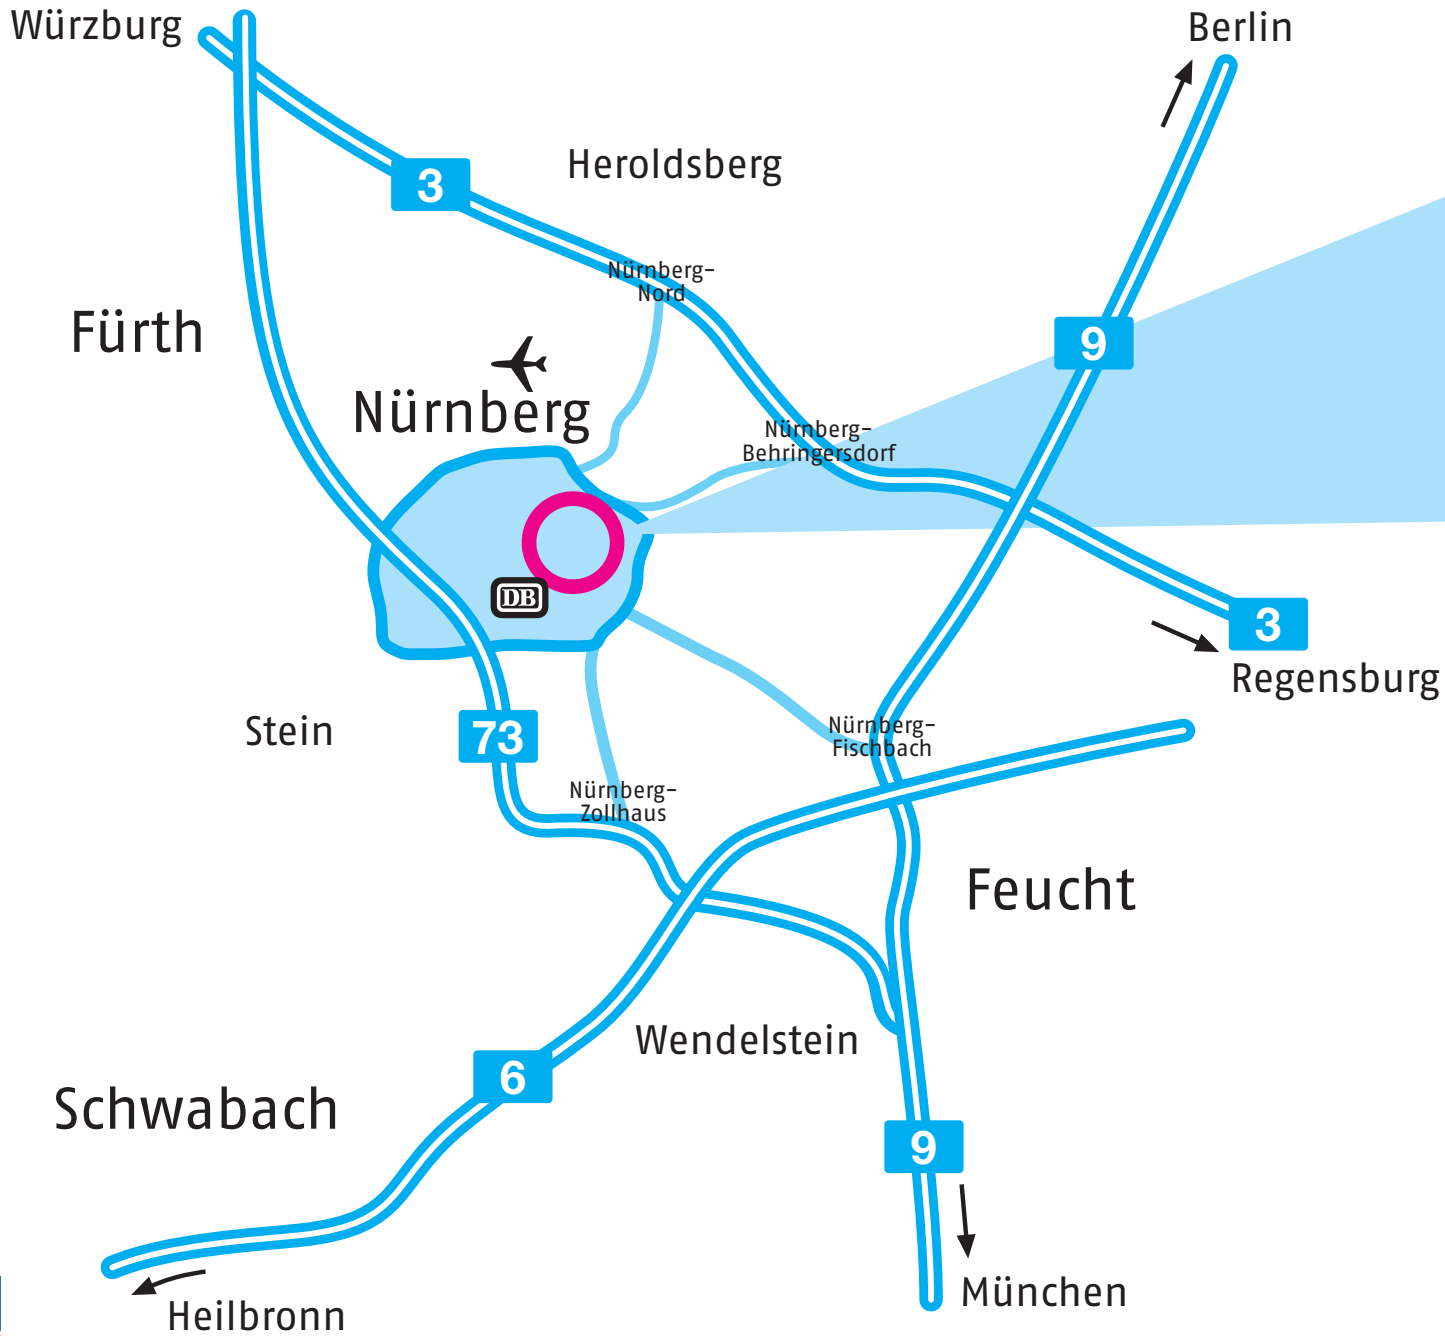 Würzburg
Berlin
Heroldsberg
3
Nürnberg-
Nord
Fürth
9
Nürnberg
Nürnberg-
Behringersdorf
DB
3
Regensburg
Stein
73
Nürnberg-
Fischbach
Nürnberg-
Zollhaus
Feucht
Wendelstein
6
Schwabach
9
München
Heilbronn